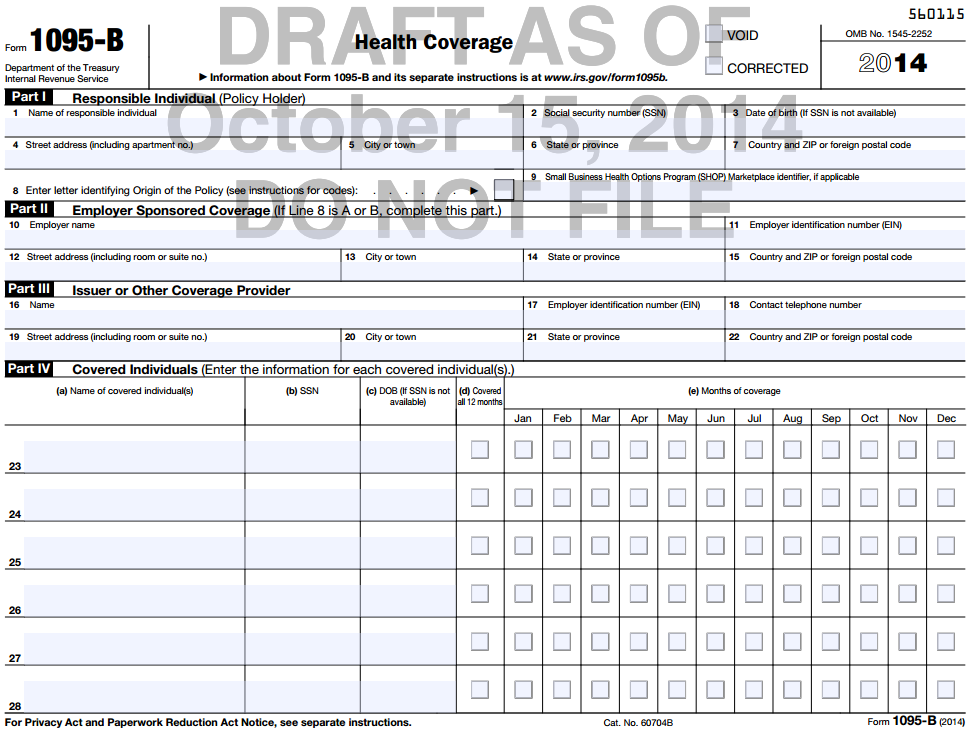 560115
DRAFT AS OF
October 15, 2014
DO NOT FILE
Form 1095-B
Department of the Treasury
Internal Revenue Service
Health Coverage
▶ Information about Form 1095-B and its separate instructions is at www.irs.gov/form1095b.
VOID
CORRECTED
OMB No. 1545-2252
2014
Part I Responsible Individual (Policy Holder)
1 Name of responsible individual
2 Social security number (SSN)
3 Date of birth (If SSN is not available)
4 Street address (including apartment no.)
5 City or town
6 State or province
7 Country and ZIP or foreign postal code
8 Enter letter identifying Origin of the Policy (see instructions for codes): . . . . . . ▶
9 Small Business Health Options Program (SHOP) Marketplace identifier, if applicable
Part II Employer Sponsored Coverage (If Line 8 is A or B, complete this part.)
10 Employer name
11 Employer identification number (EIN)
12 Street address (including room or suite no.)
13 City or town
14 State or province
15 Country and ZIP or foreign postal code
Part III Issuer or Other Coverage Provider
16 Name
17 Employer identification number (EIN)
18 Contact telephone number
19 Street address (including room or suite no.)
20 City or town
21 State or province
22 Country and ZIP or foreign postal code
Part IV Covered Individuals (Enter the information for each covered individual(s).)
(a) Name of covered individual(s)
(b) SSN
(c) DOB (If SSN is not
available)
(d) Covered
all 12 months
(e) Months of coverage
Jan Feb Mar Apr May Jun Jul Aug Sep Oct Nov Dec
23
24
25
26
27
28
For Privacy Act and Paperwork Reduction Act Notice, see separate instructions.
Cat. No. 60704B
Form 1095-B (2014)